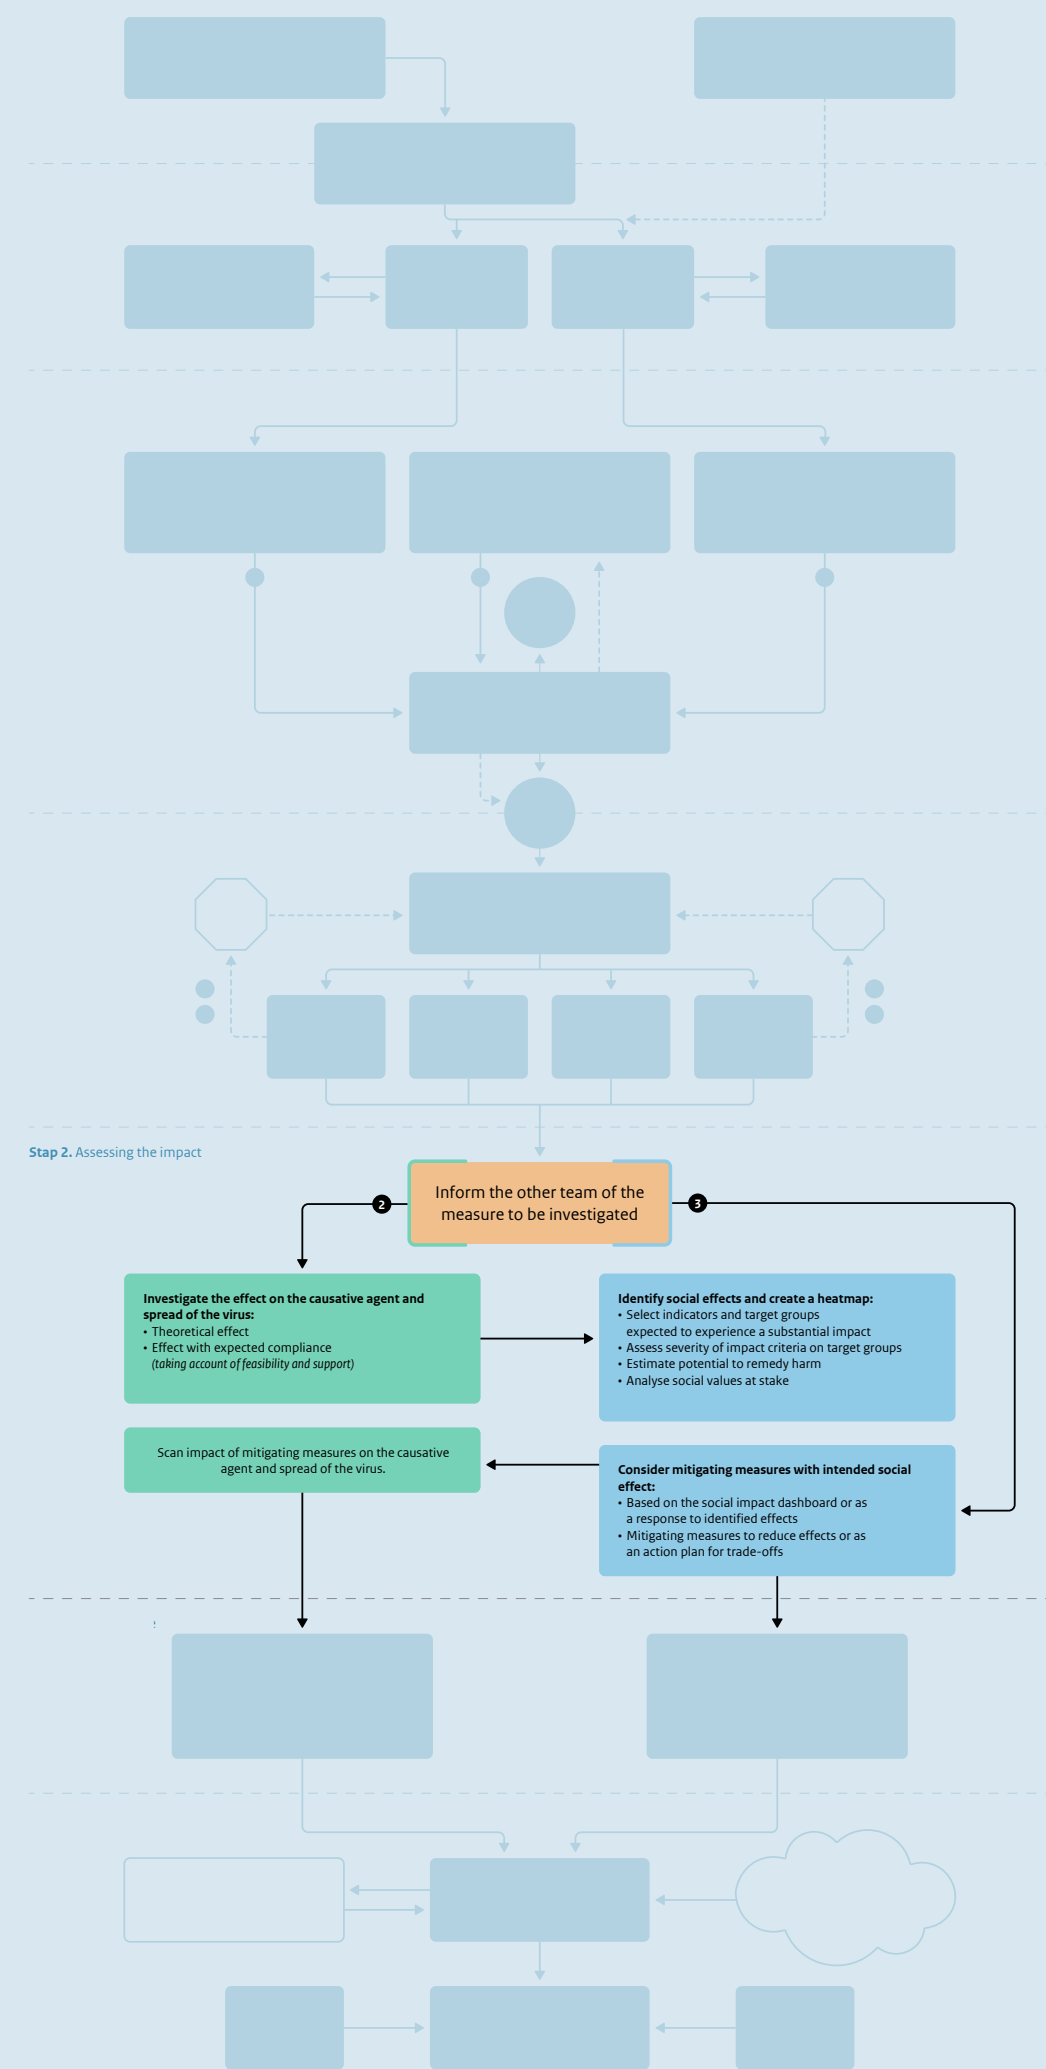 Stap 2. Assessing the impact
Inform the other team of the
measure to be investigated
2
3
Investigate the effect on the causative agent and
spread of the virus:
• Theoretical effect
• Effect with expected compliance
(taking account of feasibility and support)
Identify social effects and create a heatmap:
• Select indicators and target groups
expected to experience a substantial impact
• Assess severity of impact criteria on target groups
• Estimate potential to remedy harm
• Analyse social values at stake
Scan impact of mitigating measures on the causative
agent and spread of the virus.
Consider mitigating measures with intended social
effect:
• Based on the social impact dashboard or as
a response to identified effects
• Mitigating measures to reduce effects or as
an action plan for trade-offs